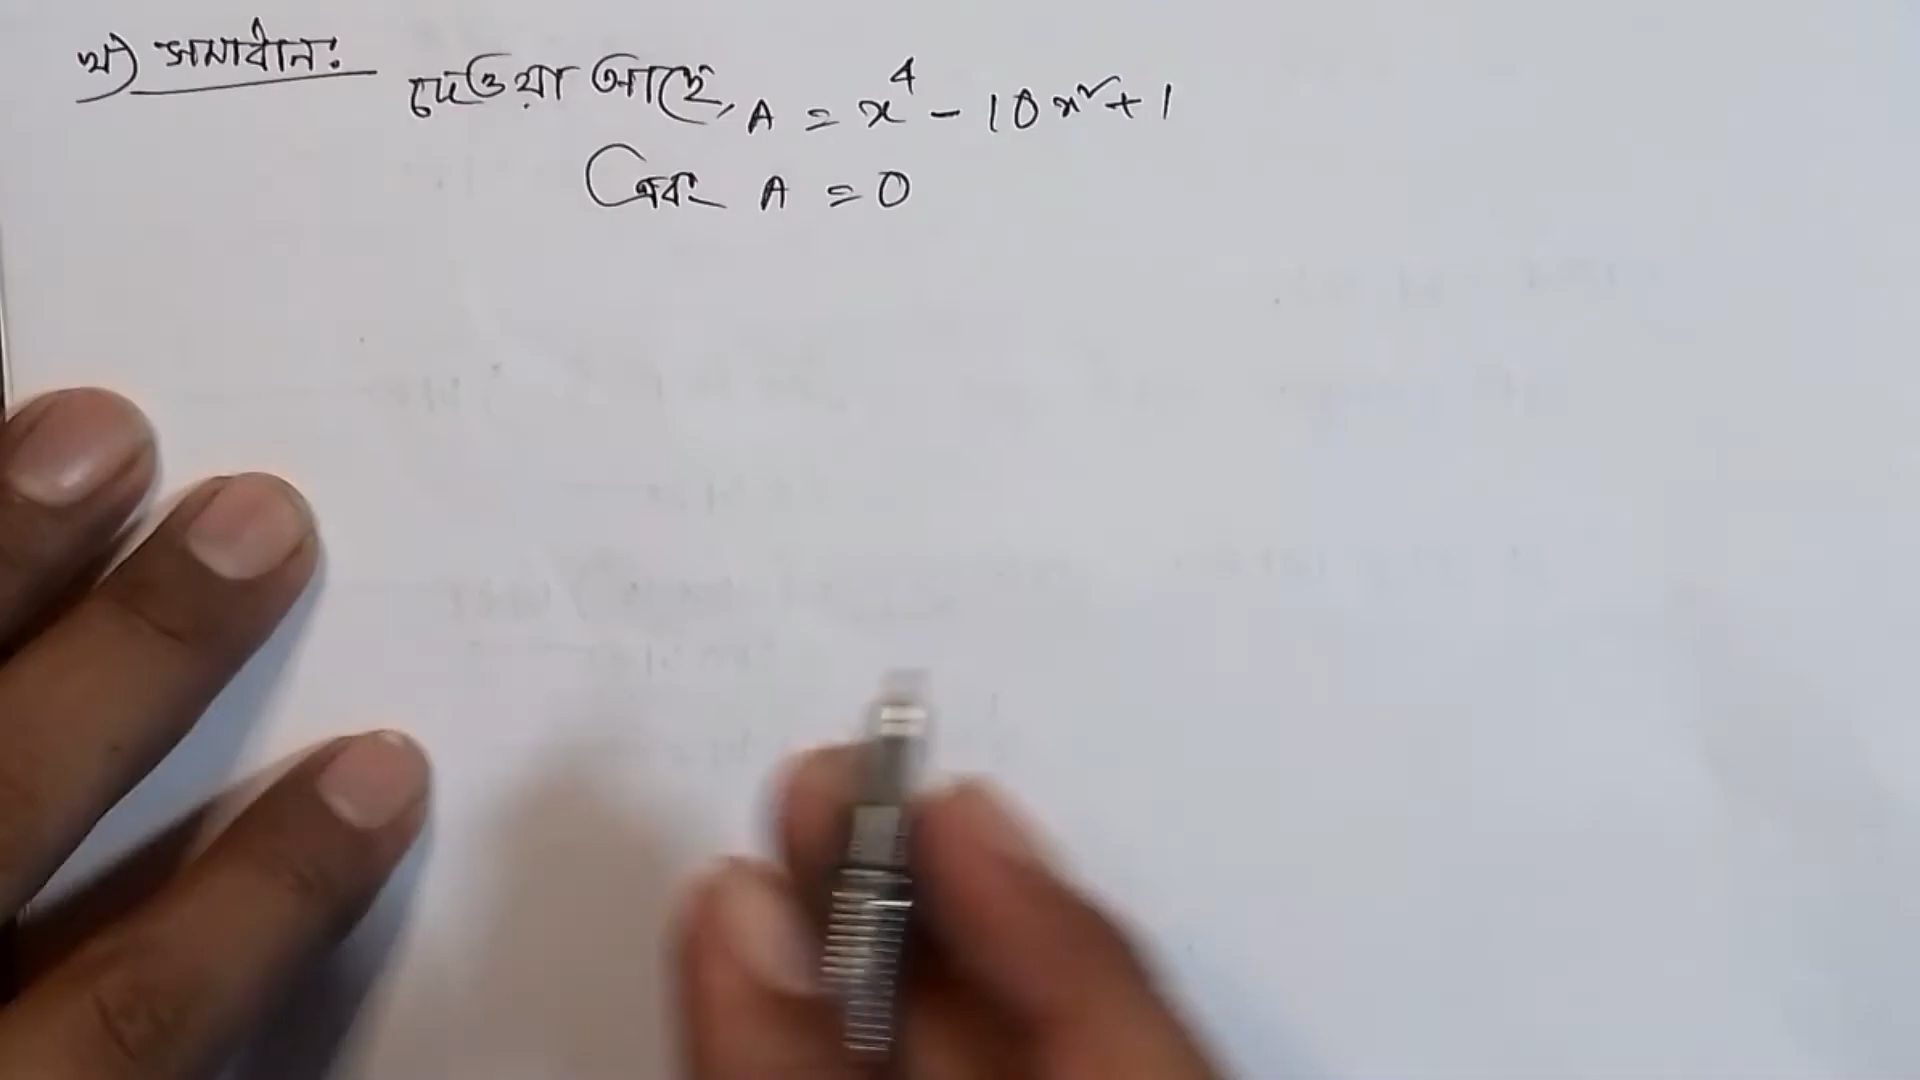 খ) সমাধান: দেওয়া আছে, A = x⁴ - 10x² + 1
এবং A = 0